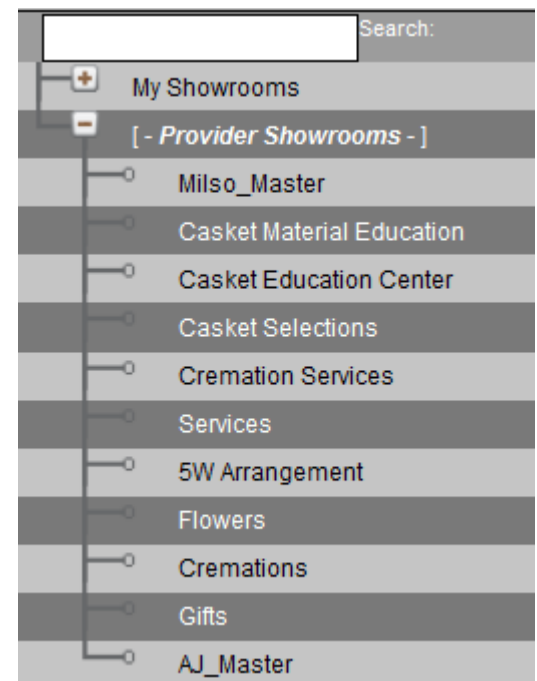 Search:
My Showrooms
[ - Provider Showrooms - ]
Milso_Master
Casket Material Education
Casket Education Center
Casket Selections
Cremation Services
Services
5W Arrangement
Flowers
Cremations
Gifts
AJ_Master